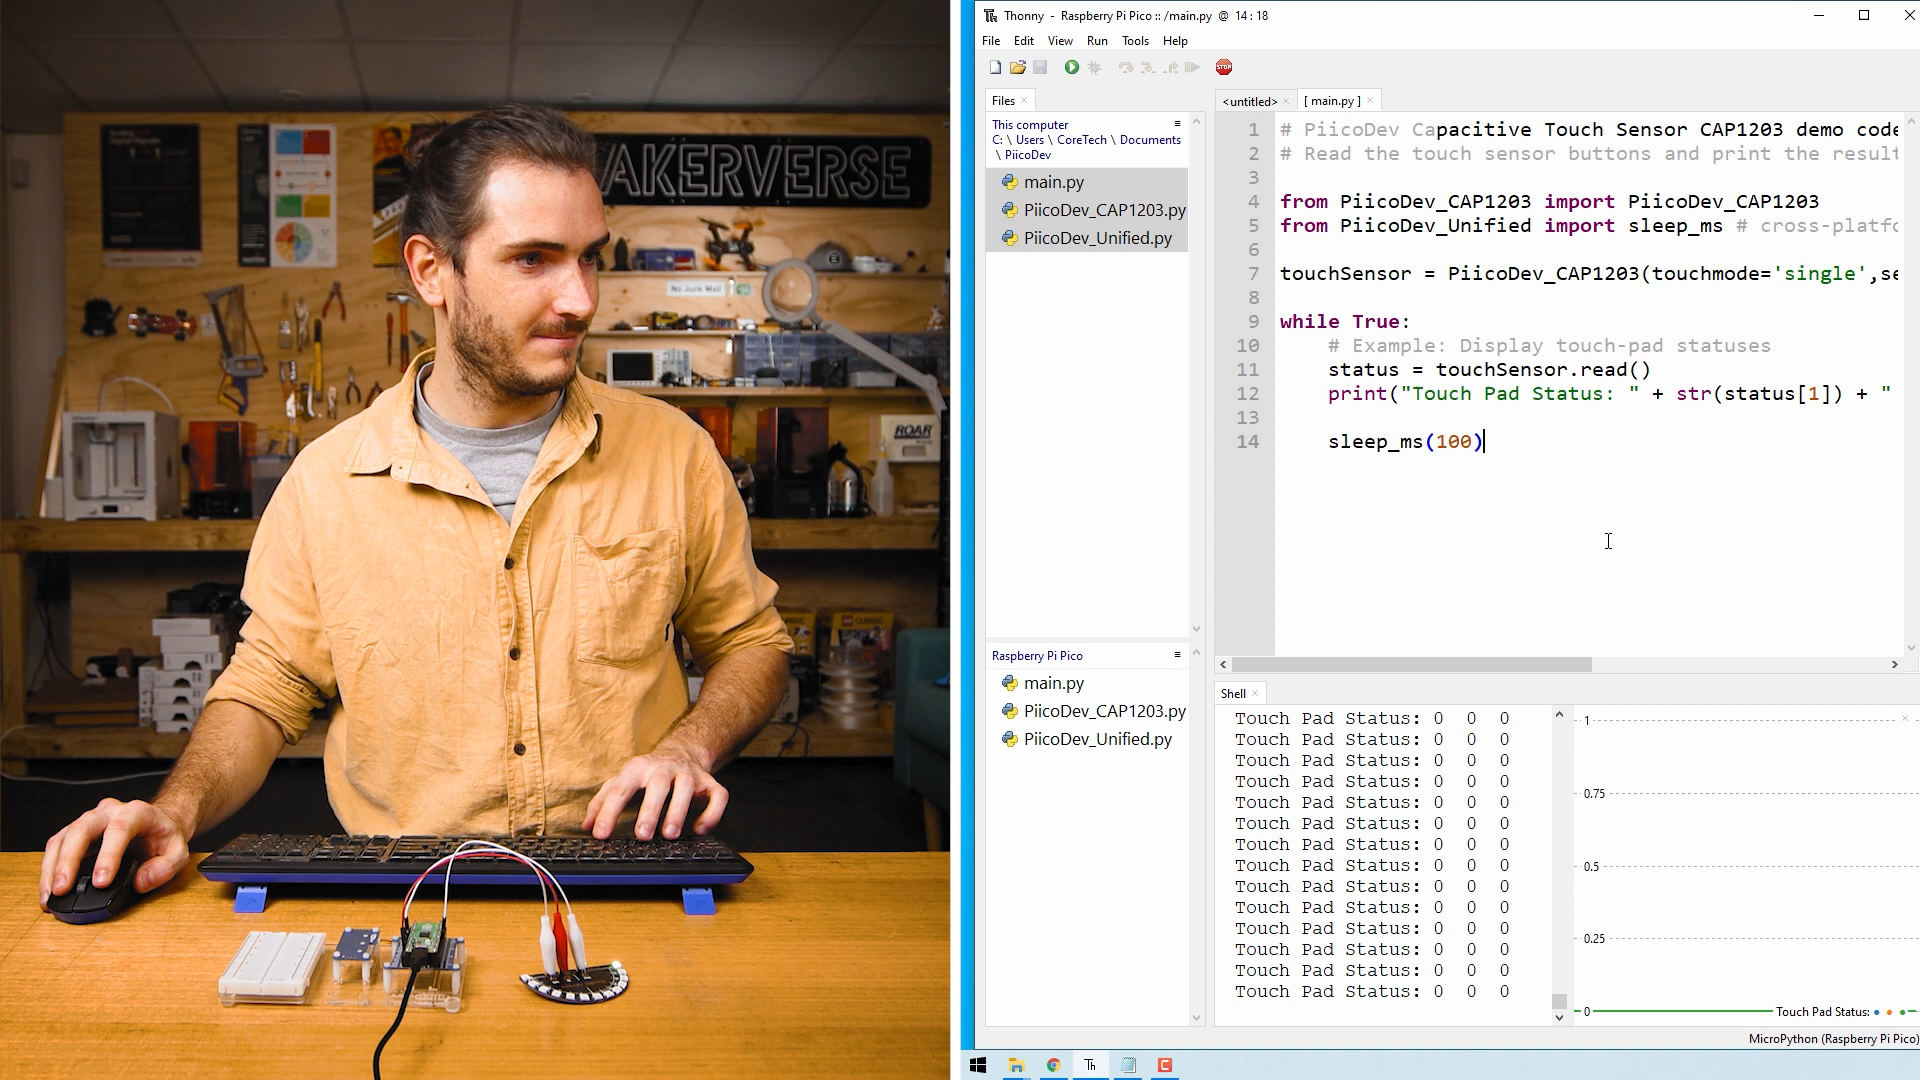 AKERVERSE
No Junk Mail
ROAR
CLASSIC
Thonny - Raspberry Pi Pico :: /main.py @ 14 : 18
File Edit View Run Tools Help
STOP
Files
This computer
C: \ Users \ CoreTech \ Documents
\ PiicoDev
main.py
PiicoDev_CAP1203.py
PiicoDev_Unified.py
Raspberry Pi Pico
main.py
PiicoDev_CAP1203.py
PiicoDev_Unified.py
<untitled> [ main.py ]
1 # PiicoDev Capacitive Touch Sensor CAP1203 demo code
2 # Read the touch sensor buttons and print the result
3
4 from PiicoDev_CAP1203 import PiicoDev_CAP1203
5 from PiicoDev_Unified import sleep_ms # cross-platfo
6
7 touchSensor = PiicoDev_CAP1203(touchmode='single',se
8
9 while True:
10 # Example: Display touch-pad statuses
11 status = touchSensor.read()
12 print("Touch Pad Status: " + str(status[1]) + "
13
14 sleep_ms(100)
Shell
Touch Pad Status: 0 0 0
Touch Pad Status: 0 0 0
Touch Pad Status: 0 0 0
Touch Pad Status: 0 0 0
Touch Pad Status: 0 0 0
Touch Pad Status: 0 0 0
Touch Pad Status: 0 0 0
Touch Pad Status: 0 0 0
Touch Pad Status: 0 0 0
Touch Pad Status: 0 0 0
Touch Pad Status: 0 0 0
Touch Pad Status: 0 0 0
Touch Pad Status: 0 0 0
Touch Pad Status: 0 0 0
1
0.75
0.5
0.25
0
Touch Pad Status:
MicroPython (Raspberry Pi Pico)
Th